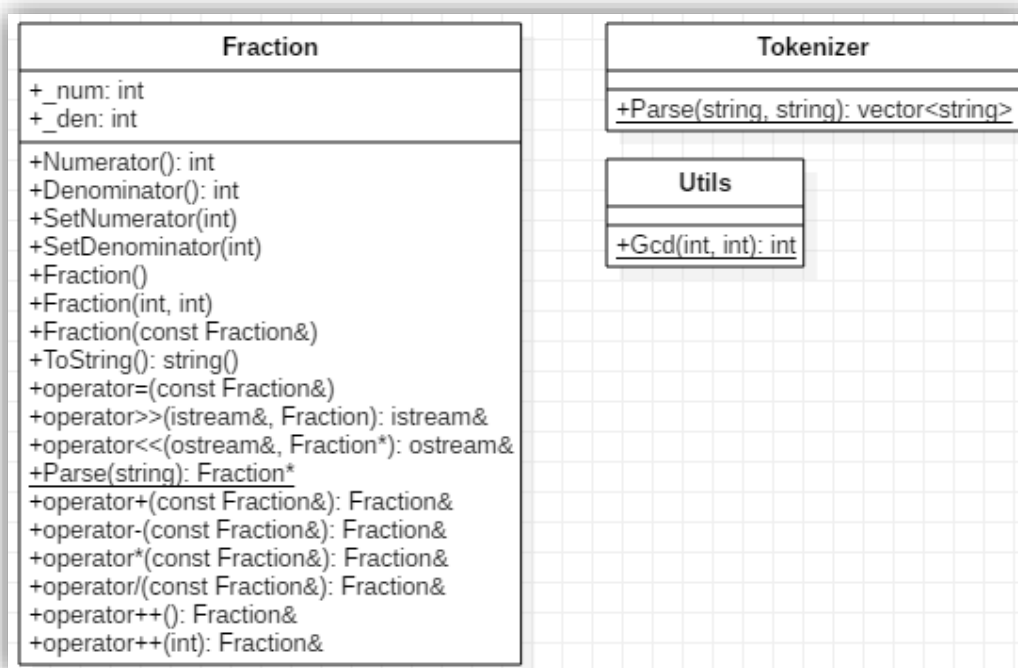 Fraction
+_num: int
+_den: int
+Numerator(): int
+Denominator(): int
+SetNumerator(int)
+SetDenominator(int)
+Fraction()
+Fraction(int, int)
+Fraction(const Fraction&)
+ToString(): string()
+operator=(const Fraction&)
+operator>>(istream&, Fraction): istream&
+operator<<(ostream&, Fraction*): ostream&
+Parse(string): Fraction*
+operator+(const Fraction&): Fraction&
+operator-(const Fraction&): Fraction&
+operator*(const Fraction&): Fraction&
+operator/(const Fraction&): Fraction&
+operator++(): Fraction&
+operator++(int): Fraction&
Tokenizer
+Parse(string, string): vector<string>
Utils
+Gcd(int, int): int